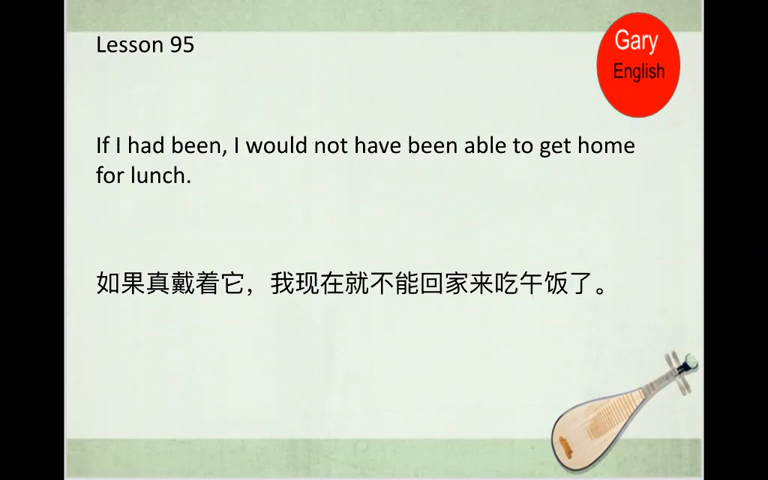 Lesson 95
Gary
English
If I had been, I would not have been able to get home
for lunch.
如果真戴着它，我现在就不能回家来吃午饭了。